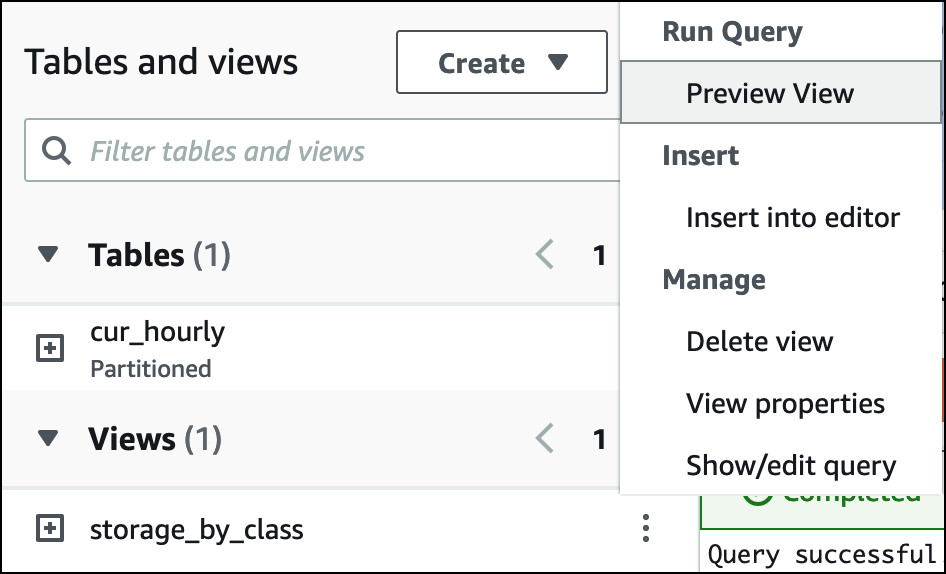 Tables and views
Create
Filter tables and views
Tables (1)
1
cur_hourly
Partitioned
Views (1)
1
storage_by_class
Run Query
Preview View
Insert
Insert into editor
Manage
Delete view
View properties
Show/edit query
Completed
Query successful